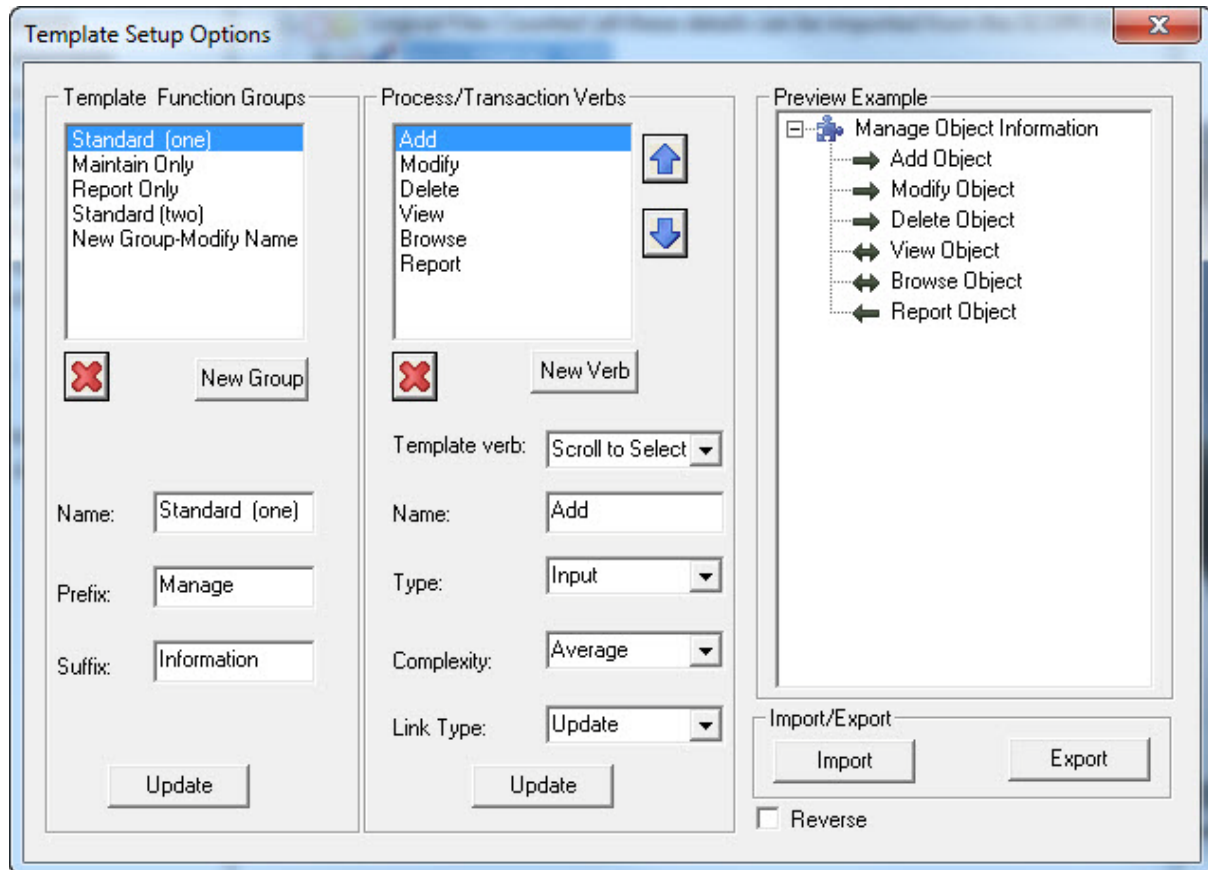 Template Setup Options
Template  Function Groups
Standard  (one)
Maintain Only
Report Only
Standard (two)
New Group-Modify Name
New Group
Name:
Standard  (one)
Prefix:
Manage
Suffix:
Information
Update
Process/Transaction Verbs
Add
Modify
Delete
View
Browse
Report
New Verb
Template verb:
Scroll to Select
Name:
Add
Type:
Input
Complexity:
Average
Link Type:
Update
Update
Preview Example
Manage Object Information
Add Object
Modify Object
Delete Object
View Object
Browse Object
Report Object
Import/Export
Import
Export
Reverse